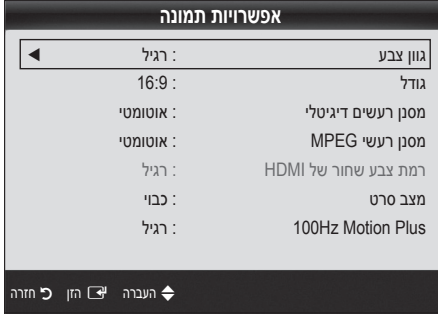 אפשרויות תמונה
גוון צבע : רגיל
גודל : 16:9
מסנן רעשים דיגיטלי : אוטומטי
מסנן רעשי MPEG : אוטומטי
רמת צבע שחור של HDMI : רגיל
מצב סרט : כבוי
100Hz Motion Plus : רגיל
העברה הזן חזרה